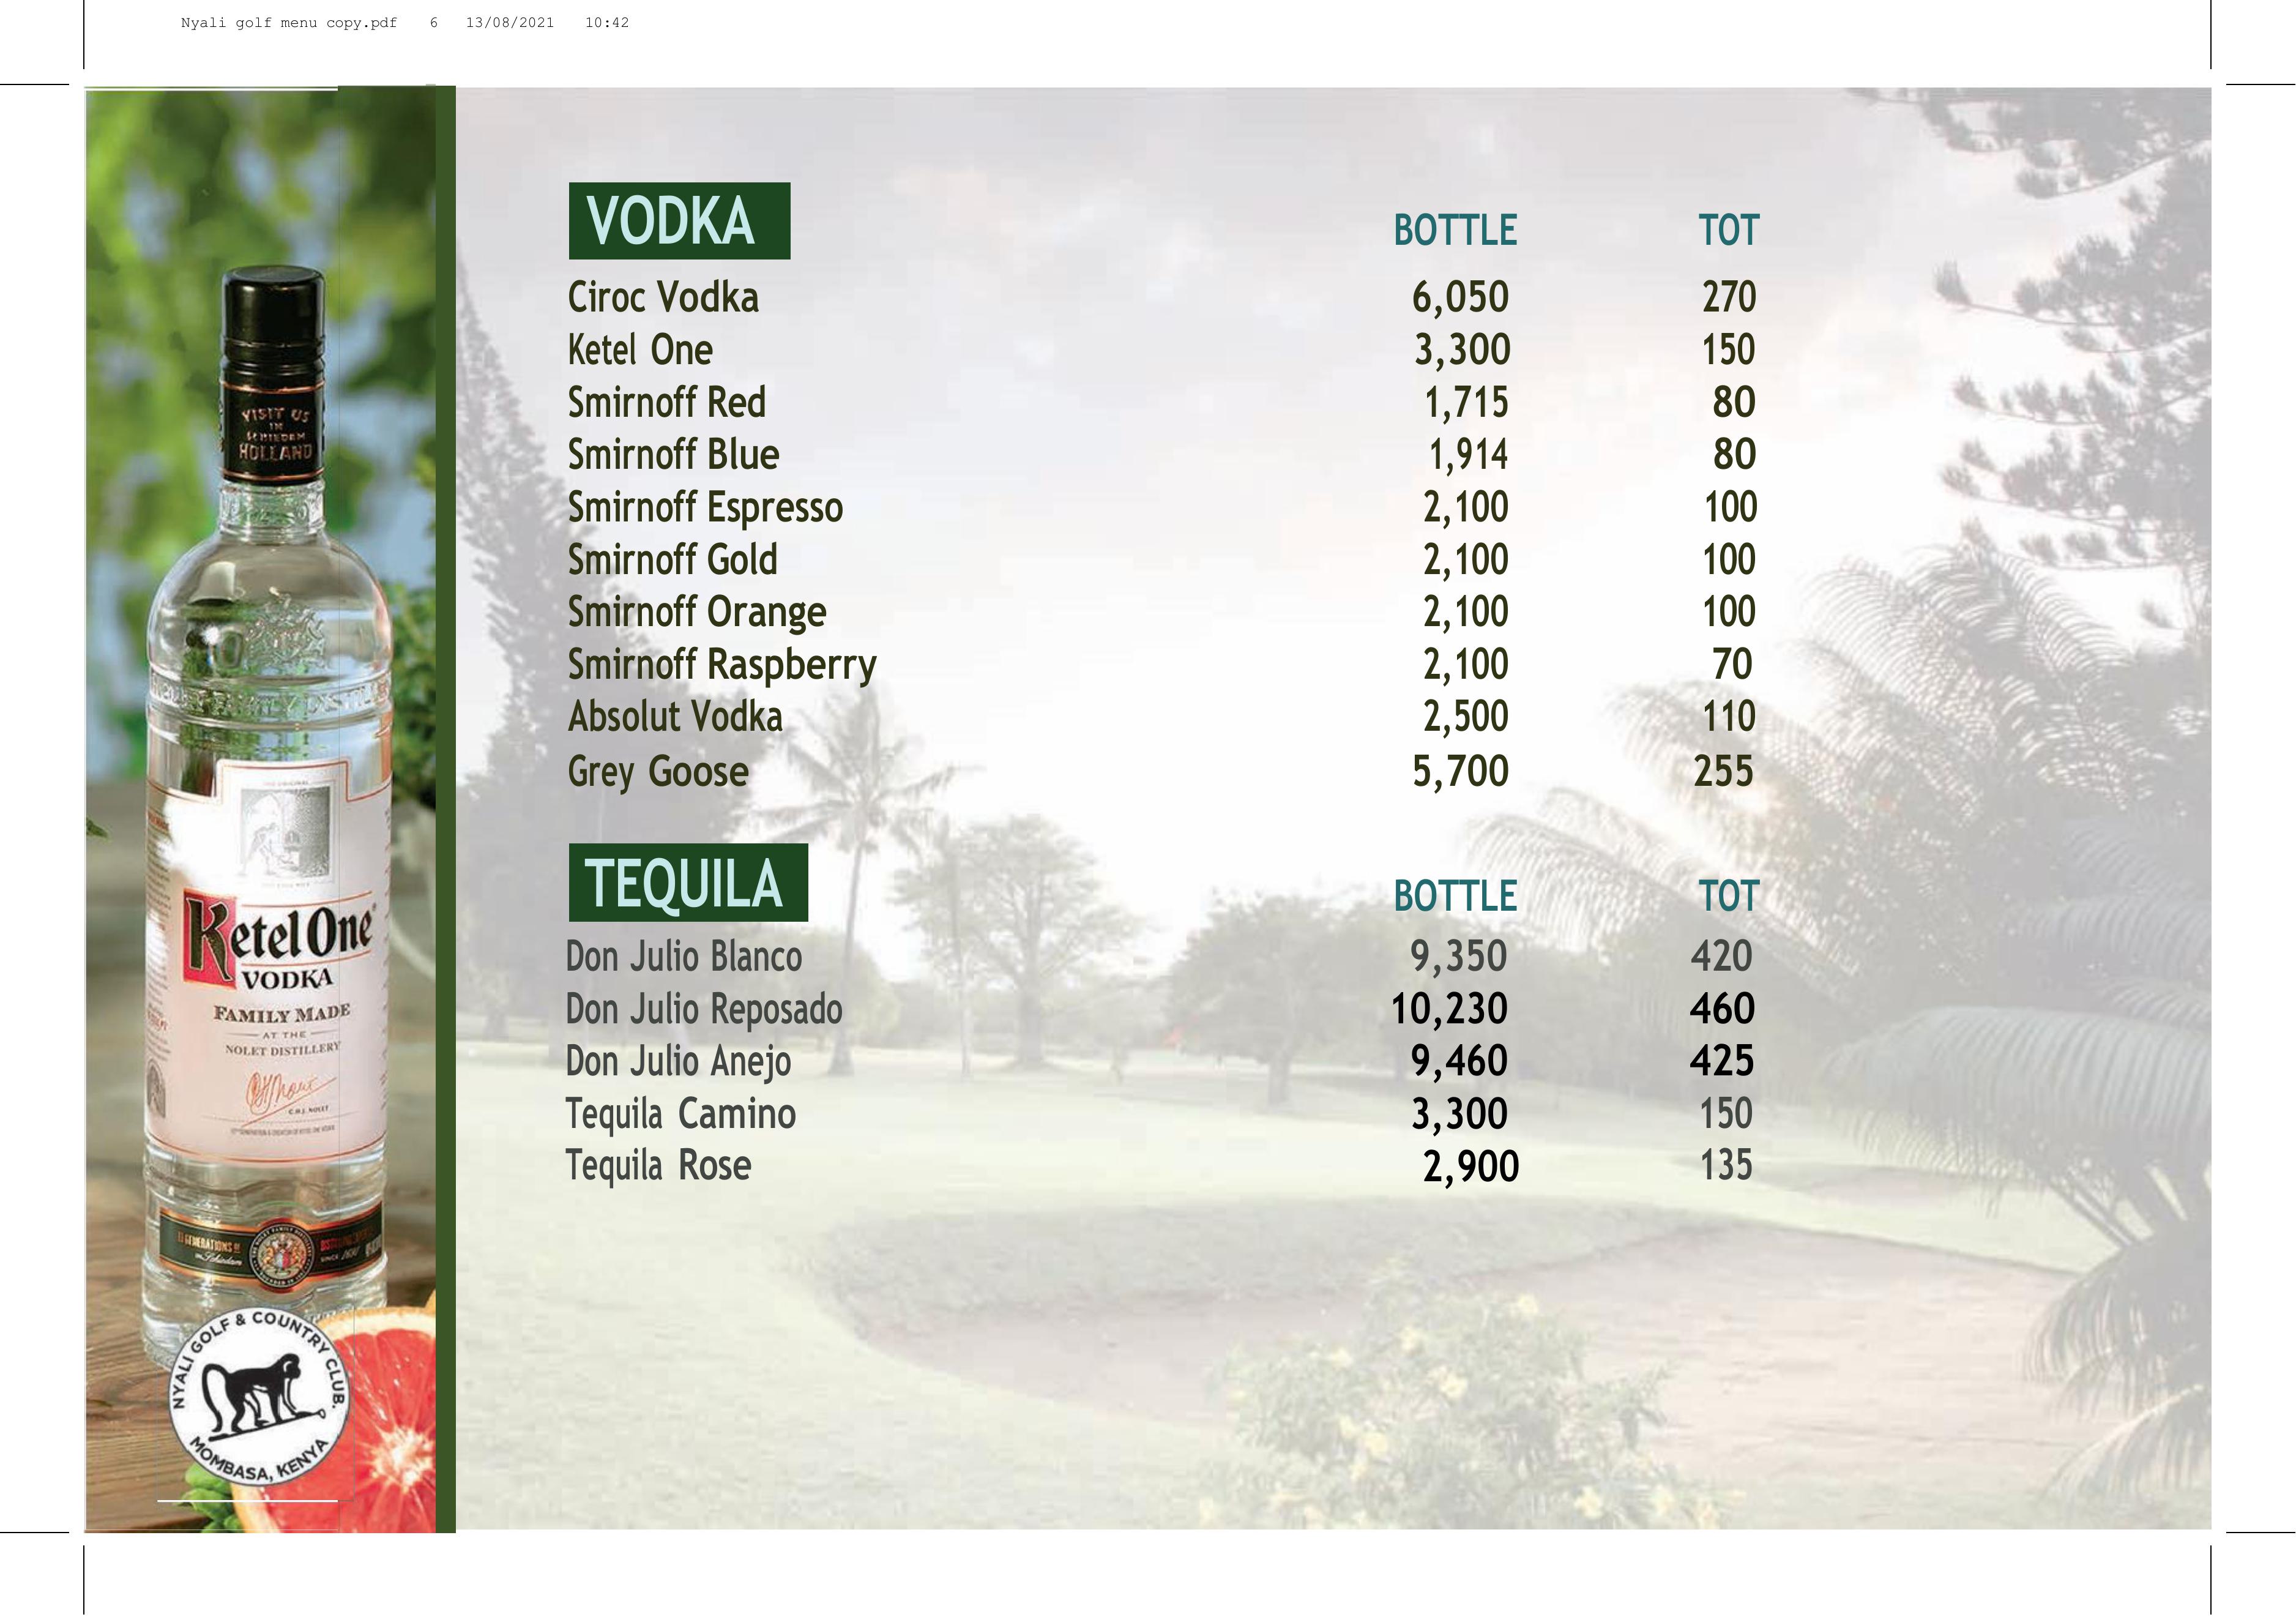 Nyali golf menu copy.pdf 6 13/08/2021 10:42
VODKA BOTTLE TOT
Ciroc Vodka 6,050 270
Ketel One 3,300 150
Smirnoff Red 1,715 80
Smirnoff Blue 1,914 80
Smirnoff Espresso 2,100 100
Smirnoff Gold 2,100 100
Smirnoff Orange 2,100 100
Smirnoff Raspberry 2,100 70
Absolut Vodka 2,500 110
Grey Goose 5,700 255
TEQUILA BOTTLE TOT
Don Julio Blanco 9,350 420
Don Julio Reposado 10,230 460
Don Julio Anejo 9,460 425
Tequila Camino 3,300 150
Tequila Rose 2,900 135
VISIT US
IN
SCHIEDAM
HOLLAND
Ketel One
VODKA
FAMILY MADE
AT THE
NOLET DISTILLERY
C.H.J. NOLET
NYALI GOLF & COUNTRY CLUB.
MOMBASA, KENYA